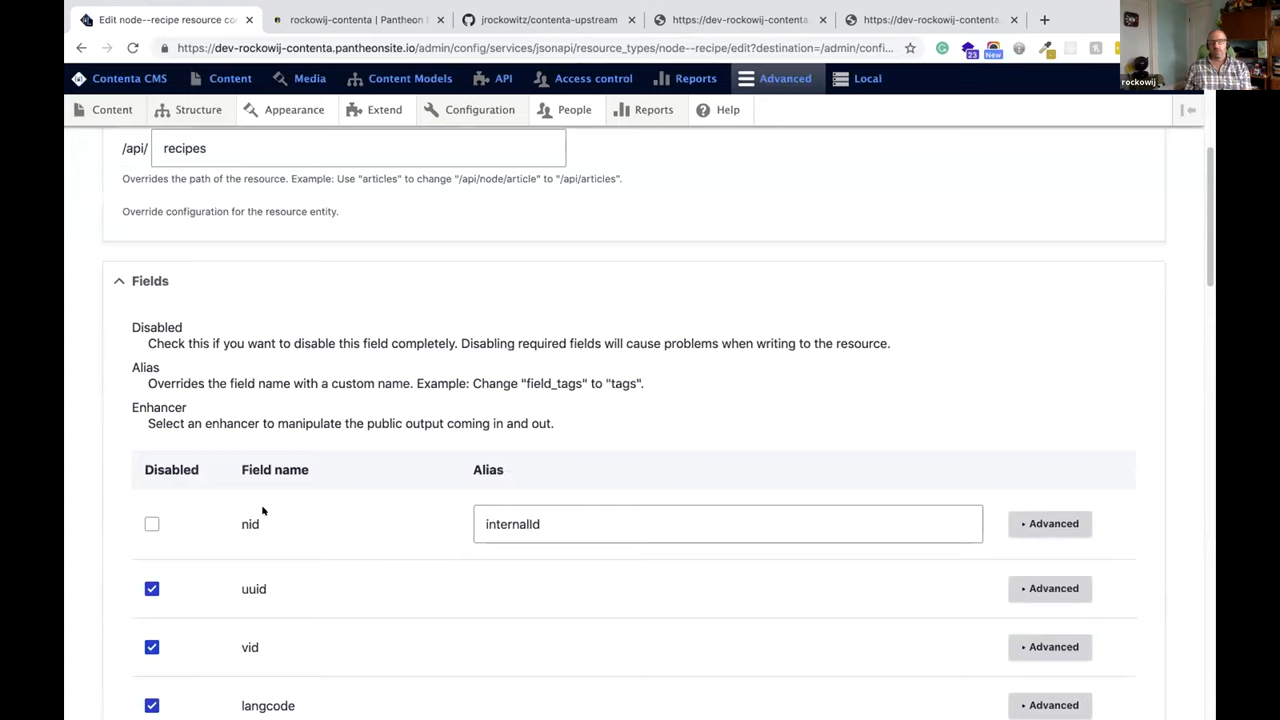 Edit node--recipe resource co
rockowij-contenta | Pantheon
jrockowitz/contenta-upstream
https://dev-rockowij-contenta.
https://dev-rockowij-contenta.
https://dev-rockowij-contenta.pantheonsite.io/admin/config/services/jsonapi/resource_types/node--recipe/edit?destination=/admin/confi...
23
New
rockowij
Contenta CMS
Content
Media
Content Models
API
Access control
Reports
Advanced
Local
Content
Structure
Appearance
Extend
Configuration
People
Reports
Help
/api/
recipes
Overrides the path of the resource. Example: Use "articles" to change "/api/node/article" to "/api/articles".
Override configuration for the resource entity.
Fields
Disabled
Check this if you want to disable this field completely. Disabling required fields will cause problems when writing to the resource.
Alias
Overrides the field name with a custom name. Example: Change "field_tags" to "tags".
Enhancer
Select an enhancer to manipulate the public output coming in and out.
Disabled
Field name
Alias
nid
internalId
Advanced
uuid
Advanced
vid
Advanced
langcode
Advanced